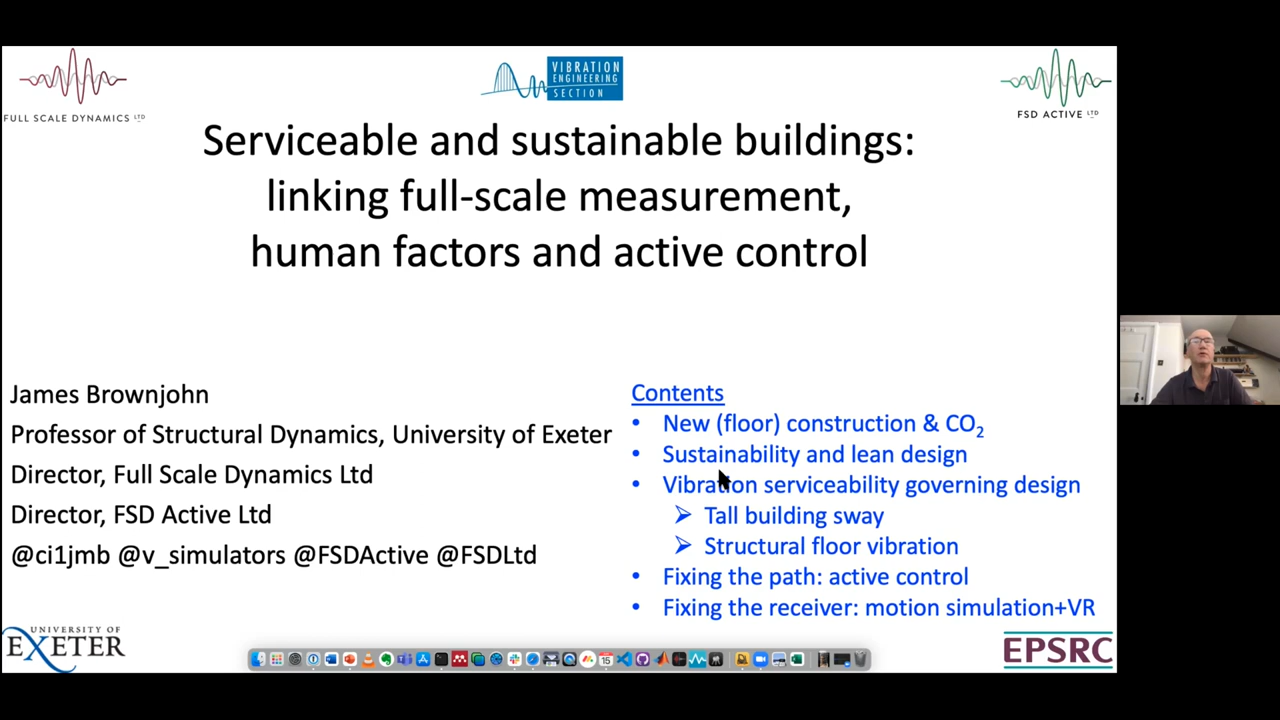 FULL SCALE DYNAMICS LTD
VIBRATION
ENGINEERING
SECTION
FSD ACTIVE LTD
Serviceable and sustainable buildings:
linking full-scale measurement,
human factors and active control
James Brownjohn
Professor of Structural Dynamics, University of Exeter
Director, Full Scale Dynamics Ltd
Director, FSD Active Ltd
@ci1jmb @v_simulators @FSDActive @FSDLtd
Contents
• New (floor) construction & CO2
• Sustainability and lean design
• Vibration serviceability governing design
➢ Tall building sway
➢ Structural floor vibration
• Fixing the path: active control
• Fixing the receiver: motion simulation+VR
UNIVERSITY OF
EXETER
15
EPSRC